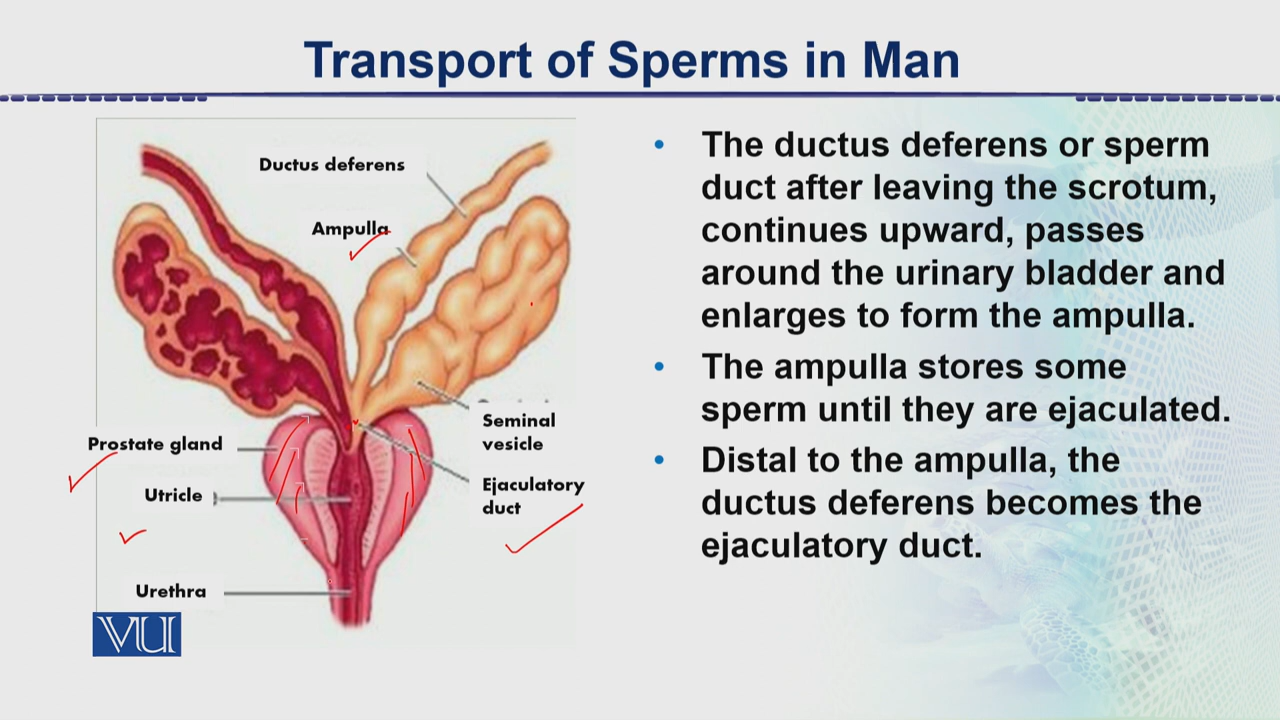 Transport of Sperms in Man
Ductus deferens
Ampulla
Prostate gland
Utricle
Urethra
Seminal
vesicle
Ejaculatory
duct
VU
• The ductus deferens or sperm
duct after leaving the scrotum,
continues upward, passes
around the urinary bladder and
enlarges to form the ampulla.
• The ampulla stores some
sperm until they are ejaculated.
• Distal to the ampulla, the
ductus deferens becomes the
ejaculatory duct.